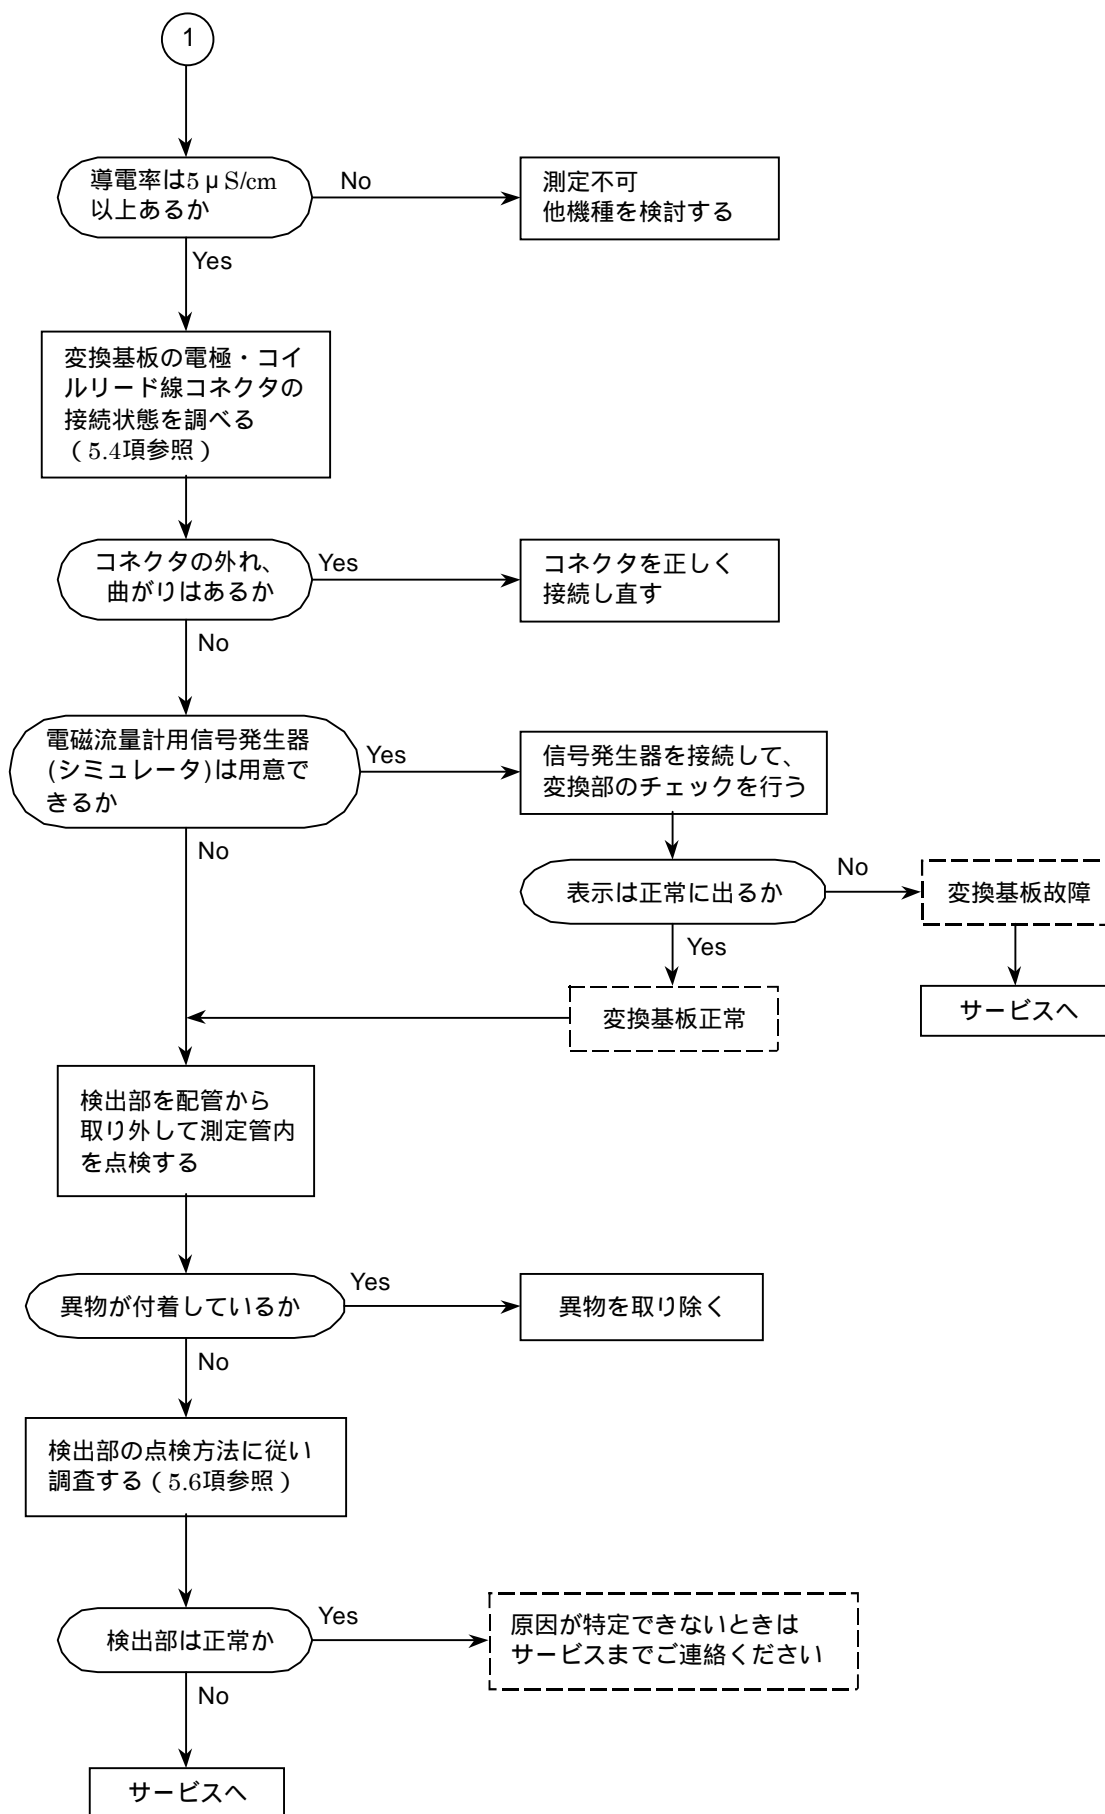 1
導電率は5μS/cm
以上あるか
No
測定不可
他機種を検討する
Yes
変換基板の電極・コイ
ルリード線コネクタの
接続状態を調べる
（5.4項参照）
コネクタの外れ、
曲がりはあるか
Yes
コネクタを正しく
接続し直す
No
電磁流量計用信号発生器
(シミュレータ)は用意で
きるか
Yes
信号発生器を接続して、
変換部のチェックを行う
No
表示は正常に出るか
No
変換基板故障
Yes
サービスへ
変換基板正常
検出部を配管から
取り外して測定管内
を点検する
異物が付着しているか
Yes
異物を取り除く
No
検出部の点検方法に従い
調査する（5.6項参照）
検出部は正常か
Yes
原因が特定できないときは
サービスまでご連絡ください
No
サービスへ